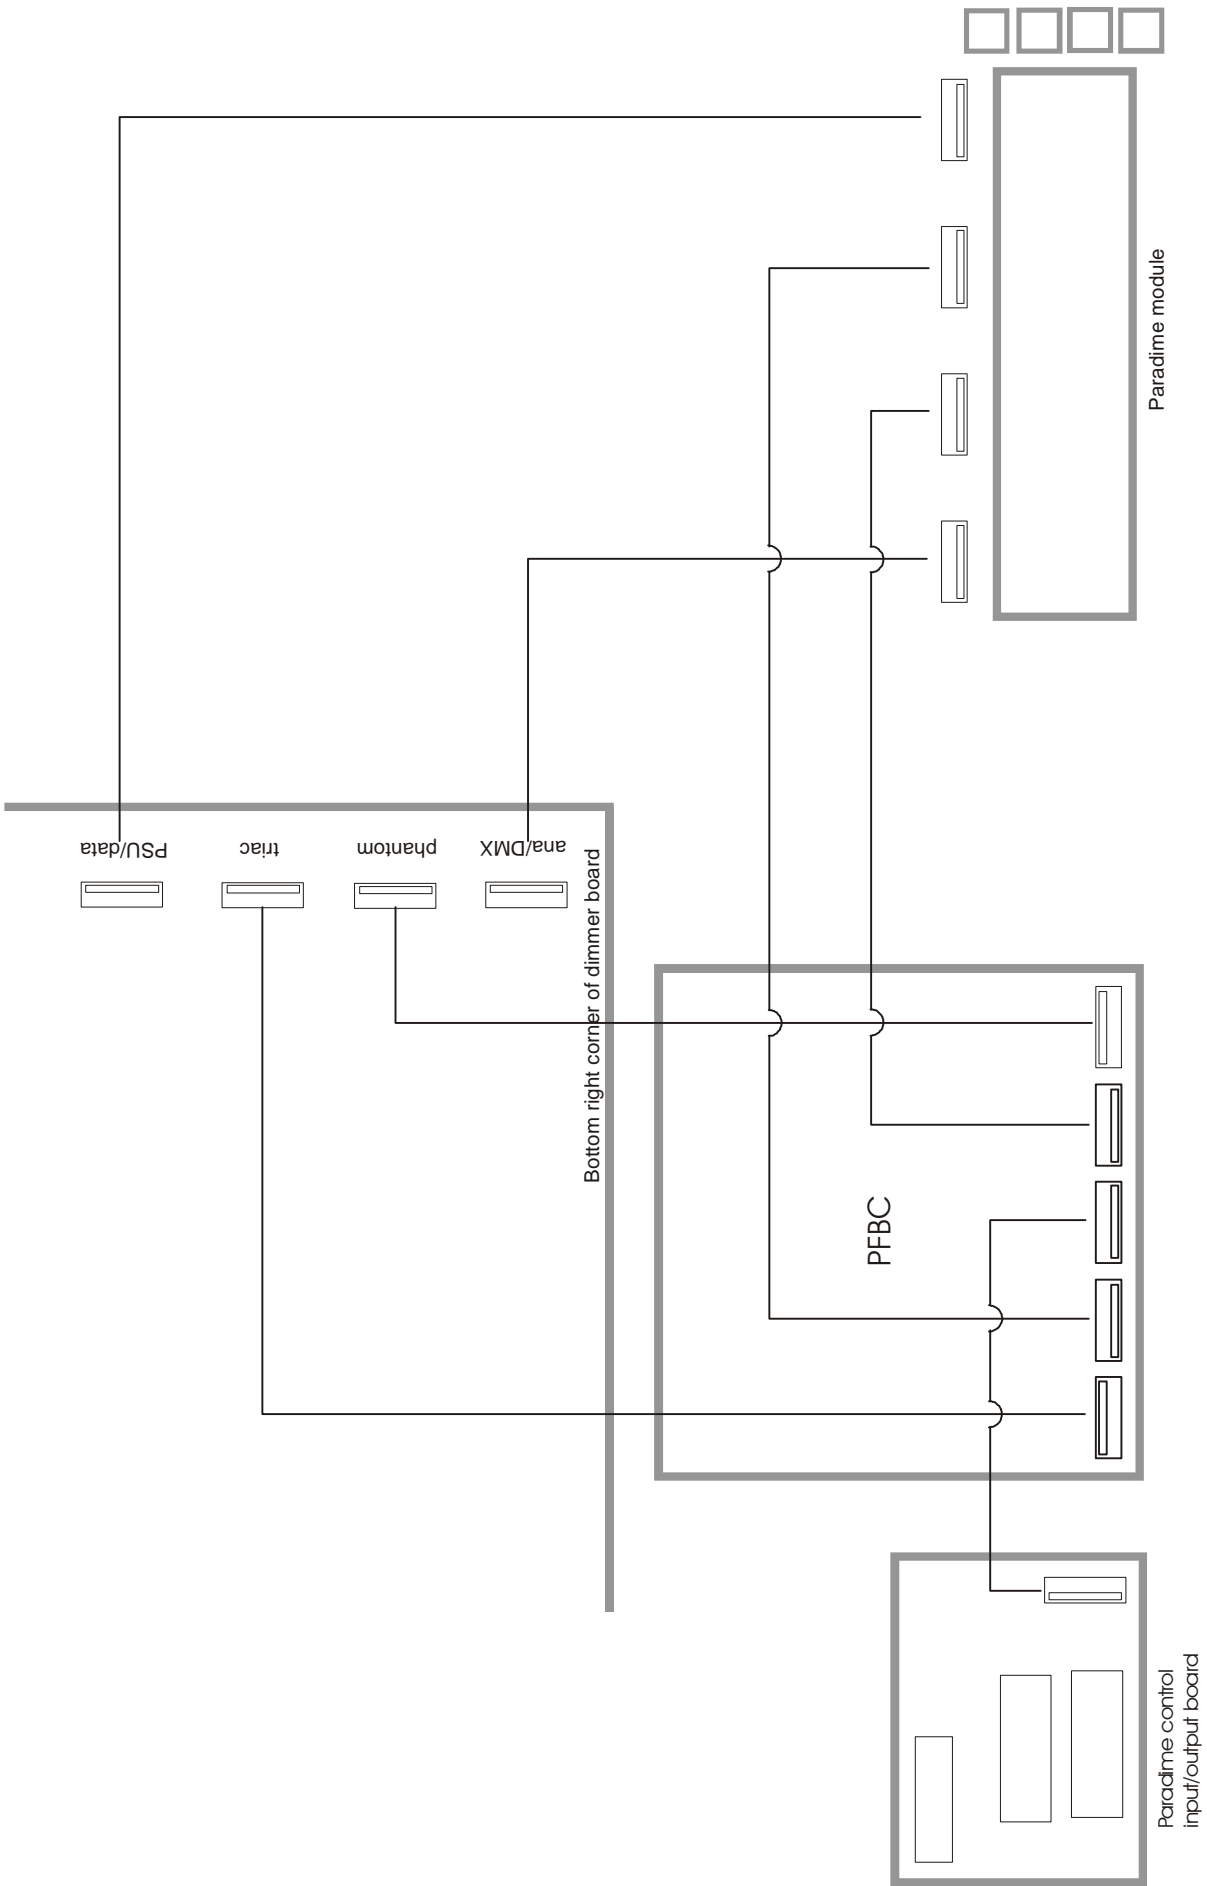 Paradime module
PSU/data
triac
phantom
ana/DMX
Bottom right corner of dimmer board
PFBC
Paradime control
input/output board